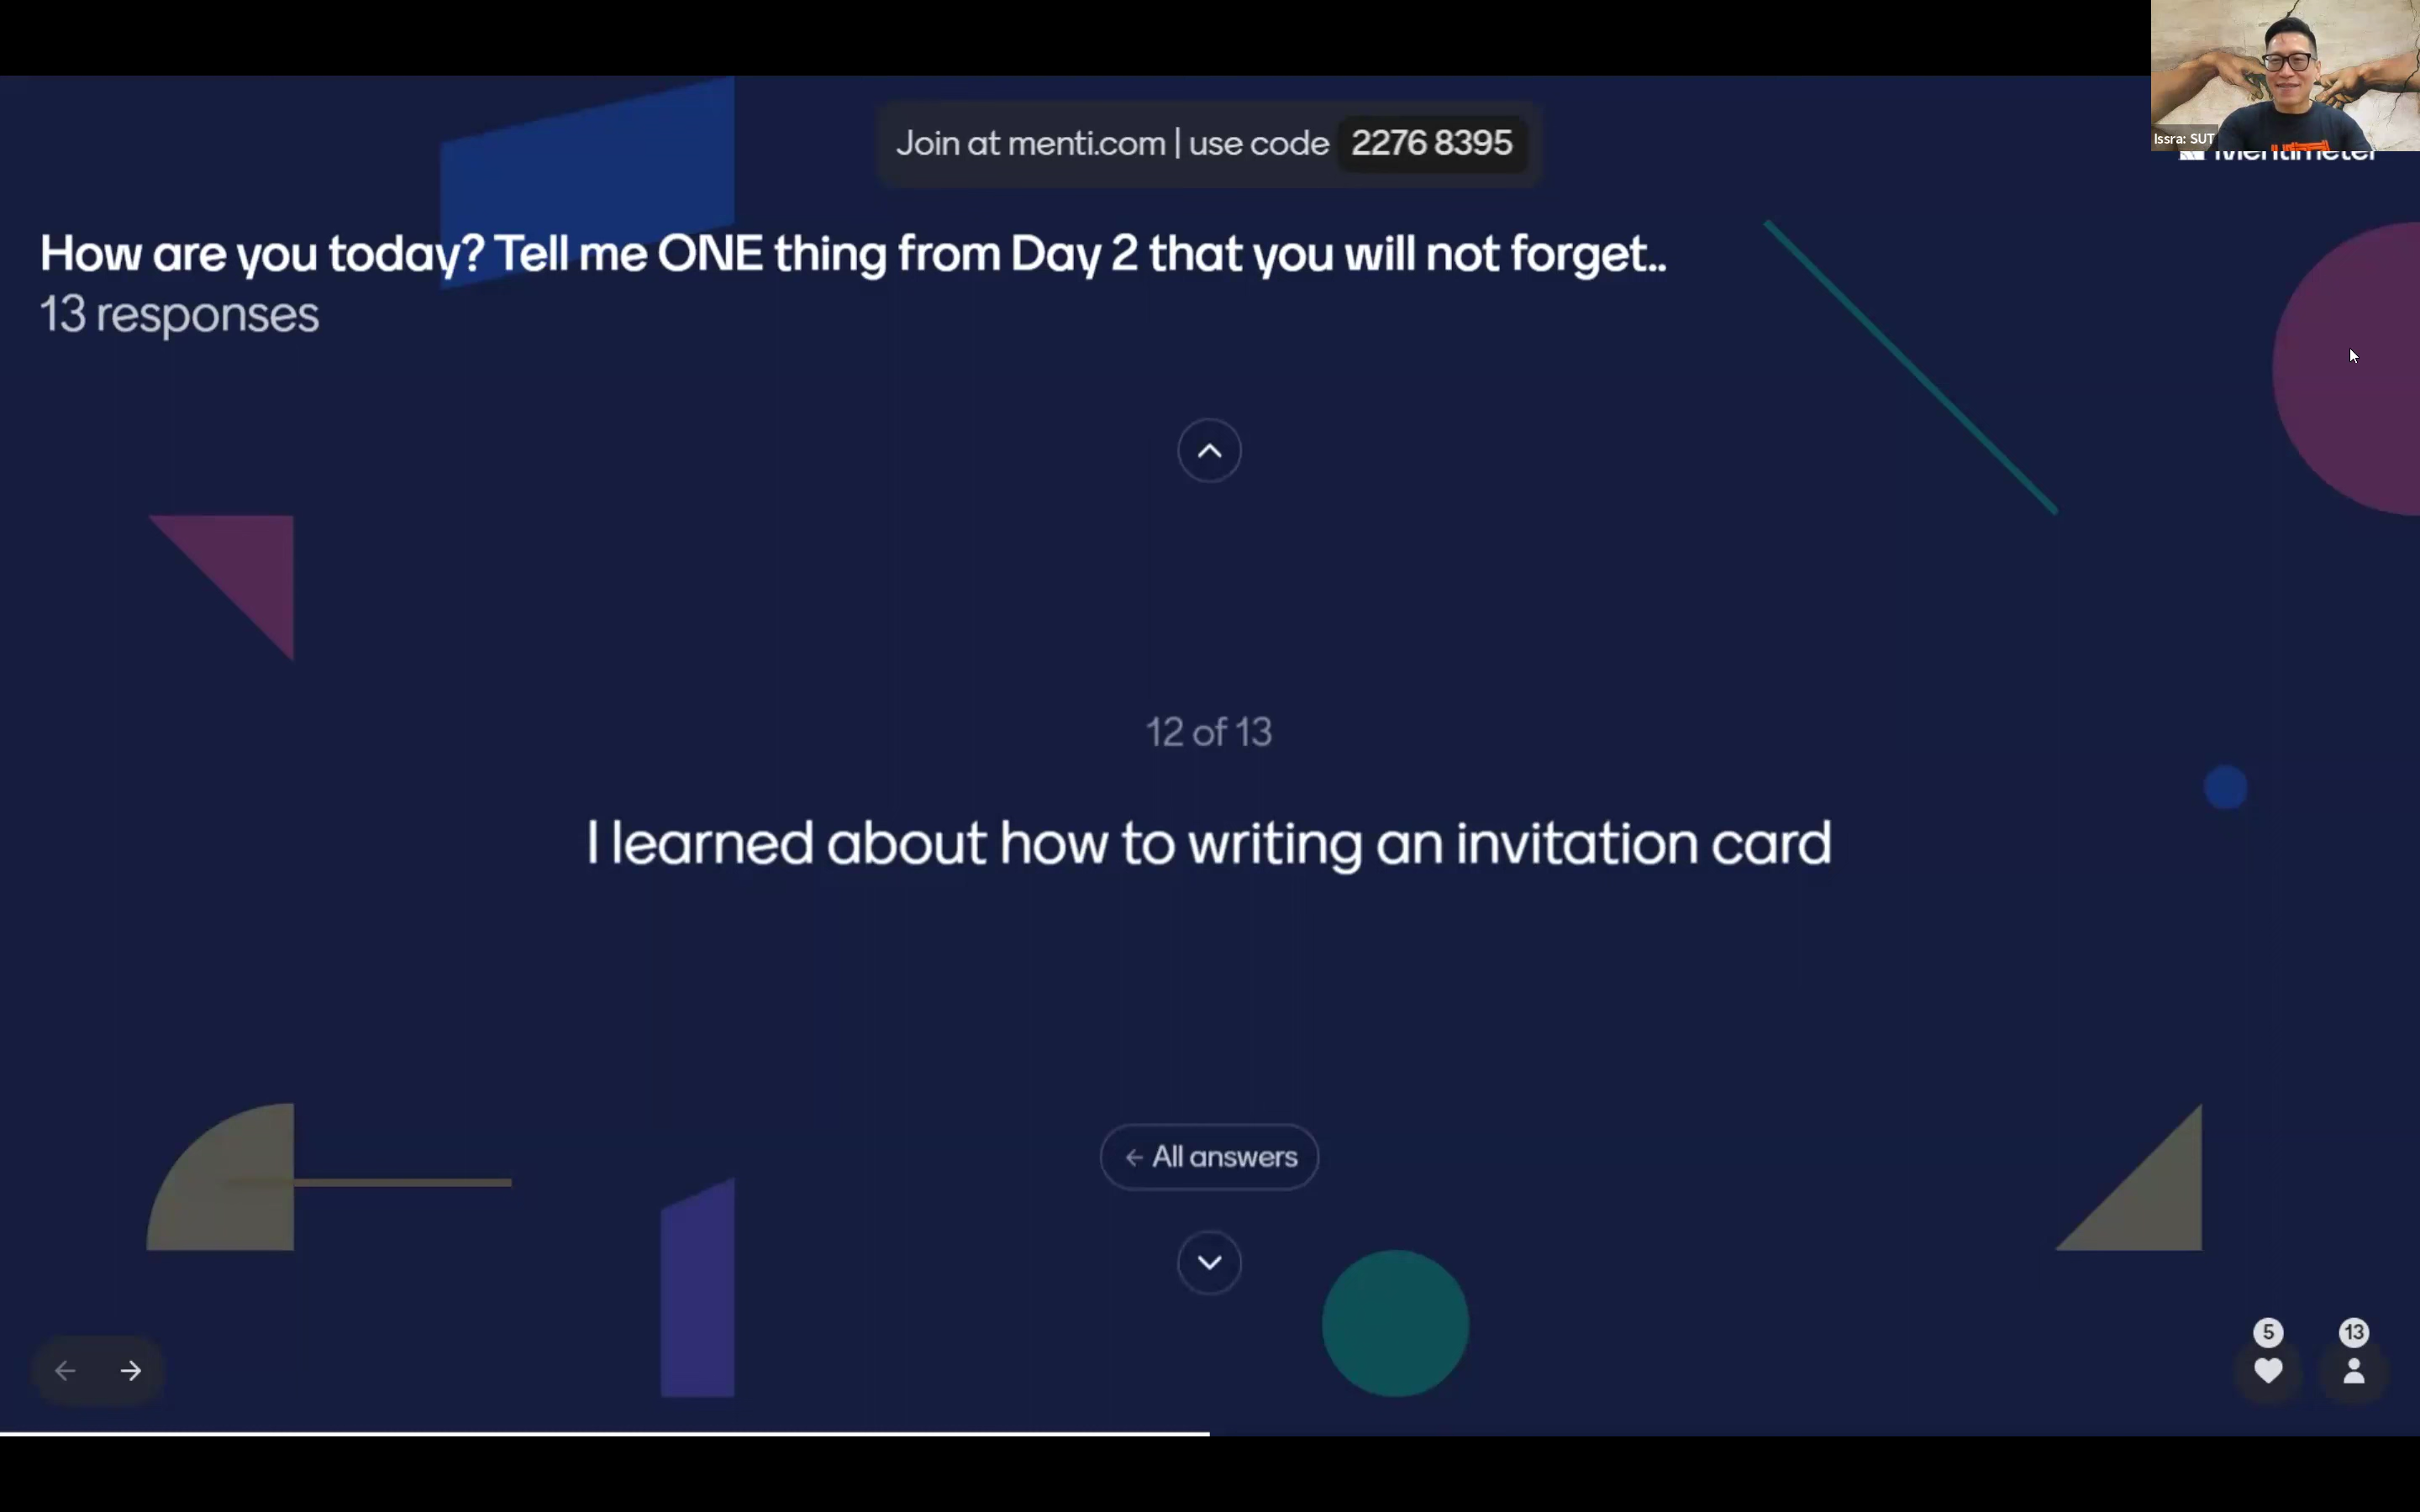 Join at menti.com | use code 2276 8395
Issra: SUT
Mentimeter
How are you today? Tell me ONE thing from Day 2 that you will not forget..
13 responses
12 of 13
I learned about how to writing an invitation card
← All answers
5 13